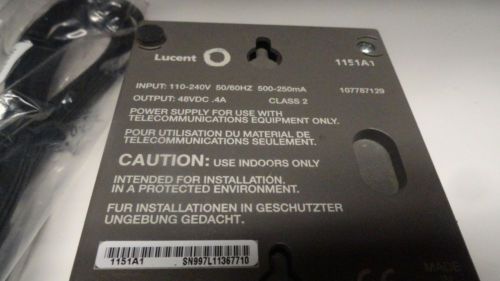 Lucent
1151A1
INPUT: 110-240V 50/60HZ 500-250mA
107787129
OUTPUT: 48VDC .4A CLASS 2
POWER SUPPLY FOR USE WITH
TELECOMMUNICATIONS EQUIPMENT ONLY.
POUR UTILISATION DU MATERIAL DE
TELECOMMUNICATIONS SEULEMENT.
CAUTION: USE INDOORS ONLY
INTENDED FOR INSTALLATION
IN A PROTECTED ENVIRONMENT.
FUR INSTALLATIONEN IN GESCHUTZTER
UNGEBUNG GEDACHT.
1151A1 SN997L11367710
MADE
CE